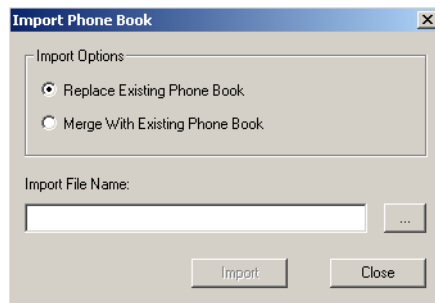 Import Phone Book
Import Options
Replace Existing Phone Book
Merge With Existing Phone Book
Import File Name:
...
Import
Close